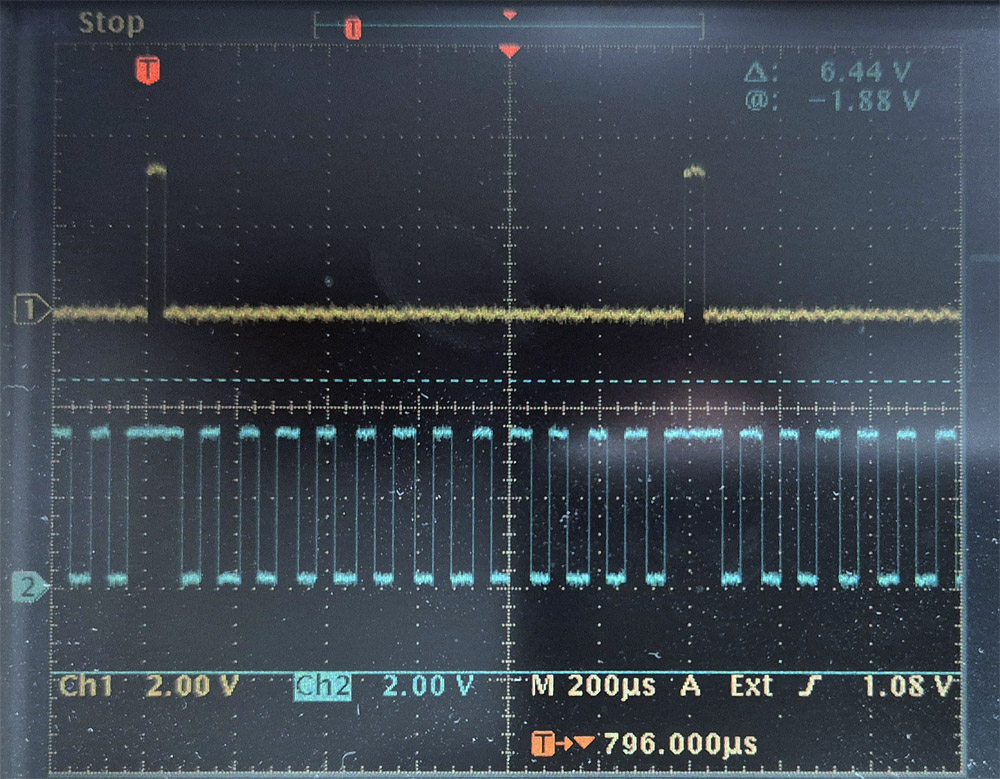 Stop
T
T
Δ: 6.44 V
@: -1.88 V
1
2
Ch1 2.00 V Ch2 2.00 V M 200µs A Ext 1.08 V
T 796.000µs